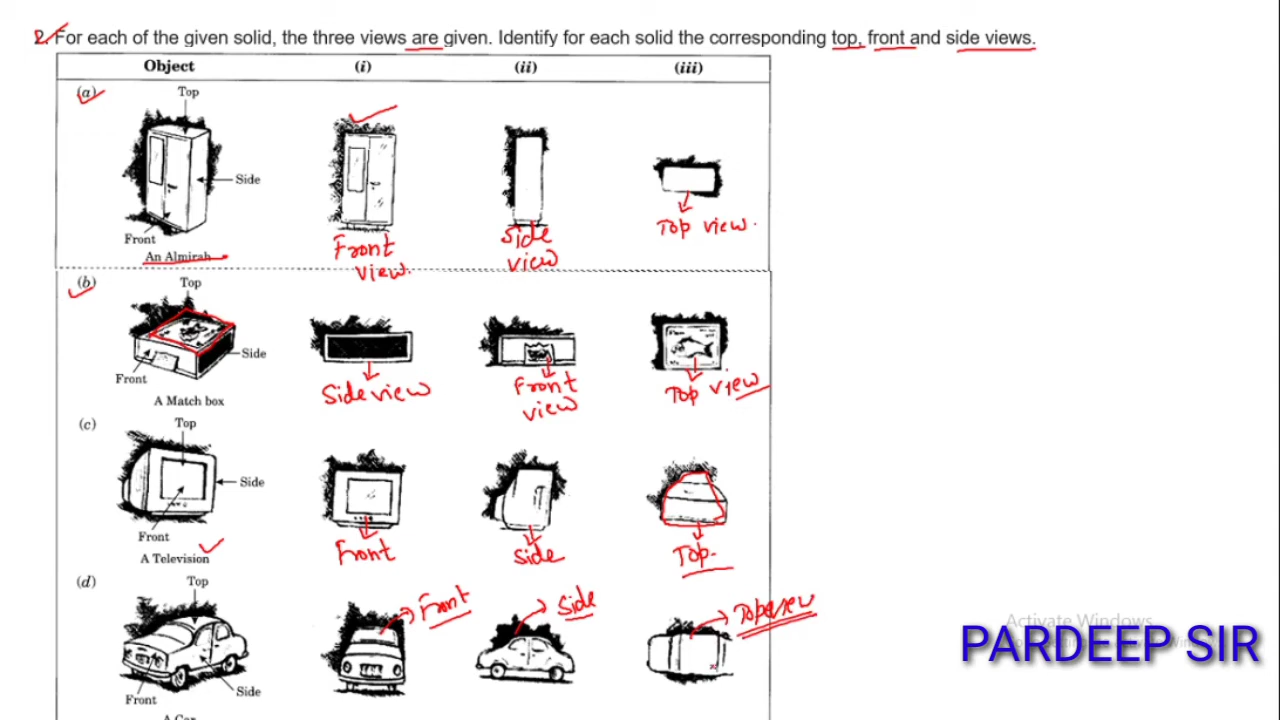 2. For each of the given solid, the three views are given. Identify for each solid the corresponding top, front and side views.
Object (i) (ii) (iii)
(a) Top
Side
Front
An Almirah
Front view.
Side view
Top view.
(b) Top
Side
Front
A Match box
Side view
Front view
Top view
(c) Top
Side
Front
A Television
Front
Side
Top
(d) Top
Side
Front
Front
Side
Top view
A Car
Activate Windows
PARDEEP SIR